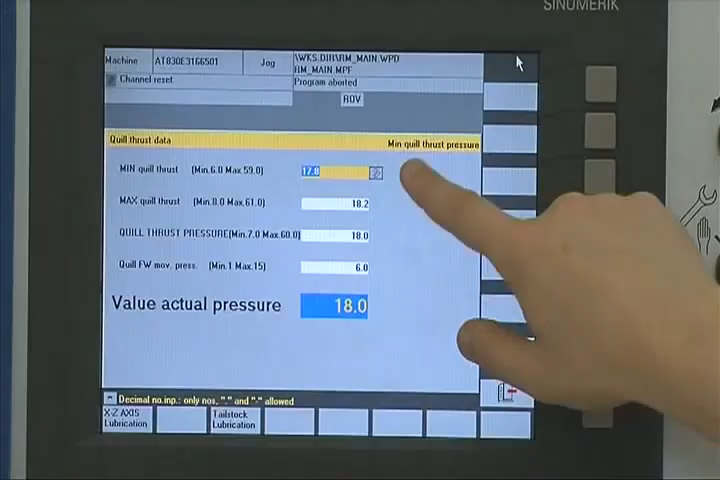 SINUMERIK
Machine AT830E3166501 Jog \WKS.DIR\RM_MAIN.WPD
RM_MAIN.MPF
Channel reset Program aborted
ROV
Quill thrust data Min quill thrust pressure
MIN quill thrust (Min.6.0 Max.59.0) 17.8
MAX quill thrust (Min.8.0 Max.61.0) 18.2
QUILL THRUST PRESSURE(Min.7.0 Max.60.0) 18.0
Quill FW mov. press. (Min.1 Max.15) 6.0
Value actual pressure 18.0
Decimal no.inp.: only nos, "." and "-" allowed
X-Z AXIS Tailstock
Lubrication Lubrication